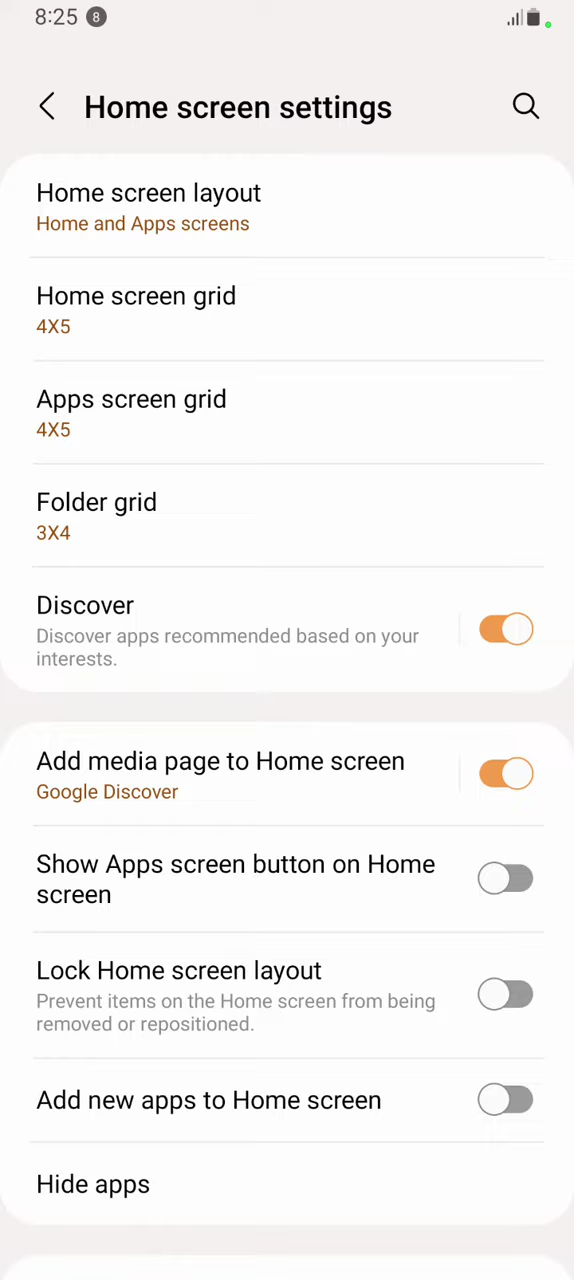 8:25 8
Home screen settings
Home screen layout
Home and Apps screens
Home screen grid
4X5
Apps screen grid
4X5
Folder grid
3X4
Discover
Discover apps recommended based on your
interests.
Add media page to Home screen
Google Discover
Show Apps screen button on Home
screen
Lock Home screen layout
Prevent items on the Home screen from being
removed or repositioned.
Add new apps to Home screen
Hide apps